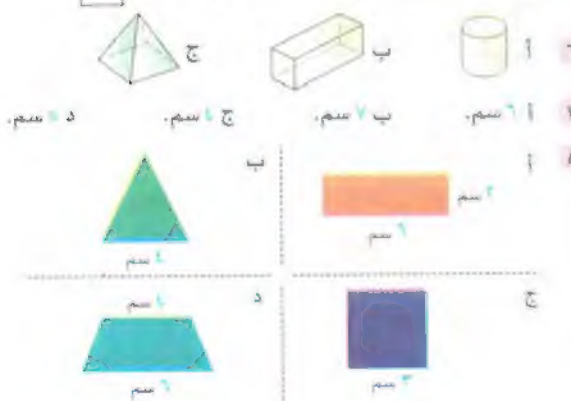 أ ب ج
أ ٦ سم. ب ٧ سم. ج ٤ سم. د ٥ سم.
أ ٢ سم ٦ سم
ب ٤ سم
ج ٣ سم
د ٤ سم ٦ سم